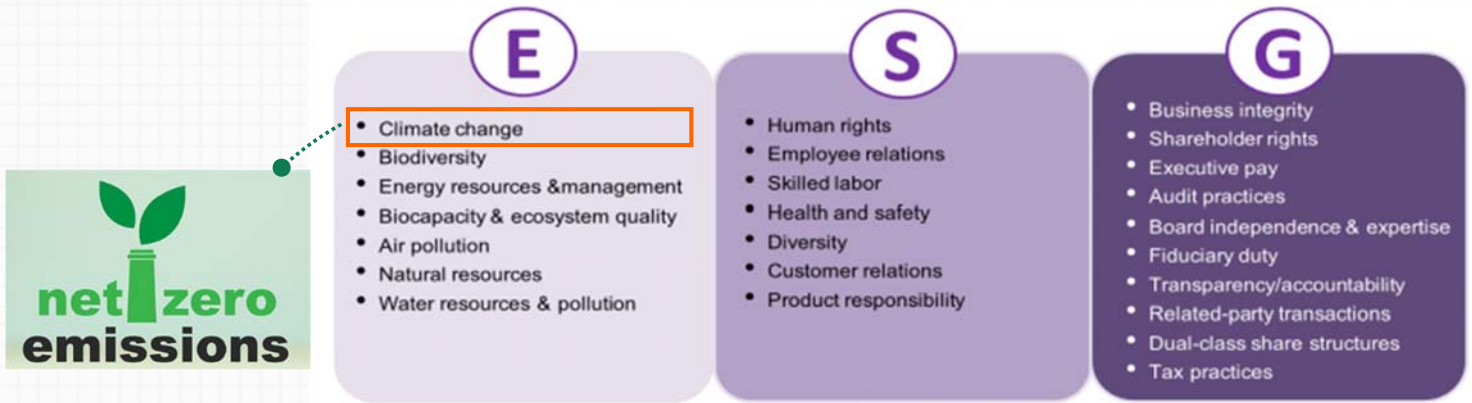 E
• Climate change
• Biodiversity
• Energy resources &management
• Biocapacity & ecosystem quality
• Air pollution
• Natural resources
• Water resources & pollution
S
• Human rights
• Employee relations
• Skilled labor
• Health and safety
• Diversity
• Customer relations
• Product responsibility
G
• Business integrity
• Shareholder rights
• Executive pay
• Audit practices
• Board independence & expertise
• Fiduciary duty
• Transparency/accountability
• Related-party transactions
• Dual-class share structures
• Tax practices
net zero
emissions